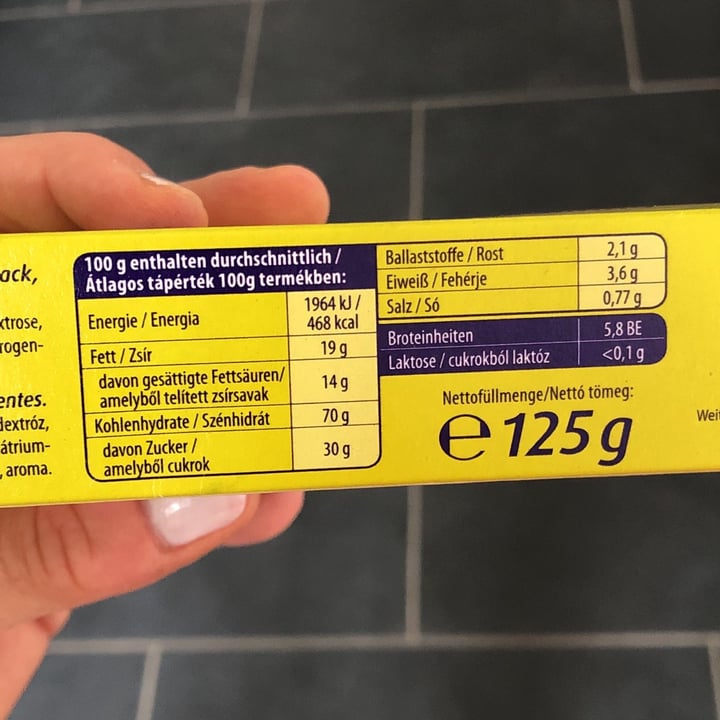 ack,
xtrose,
rogen-
entes.
dextróz,
átrium-
, aroma.
100 g enthalten durchschnittlich /
Átlagos tápérték 100g termékben:
Energie / Energia 1964 kJ /
468 kcal
Fett / Zsír 19 g
davon gesättigte Fettsäuren/
amelyből telített zsírsavak 14 g
Kohlenhydrate / Szénhidrát 70 g
davon Zucker /
amelyből cukrok 30 g
Ballaststoffe / Rost 2,1 g
Eiweiß / Fehérje 3,6 g
Salz / Só 0,77 g
Broteinheiten 5,8 BE
Laktose / cukrokból laktóz <0,1 g
Nettofüllmenge/Nettó tömeg:
e 125 g
Weit